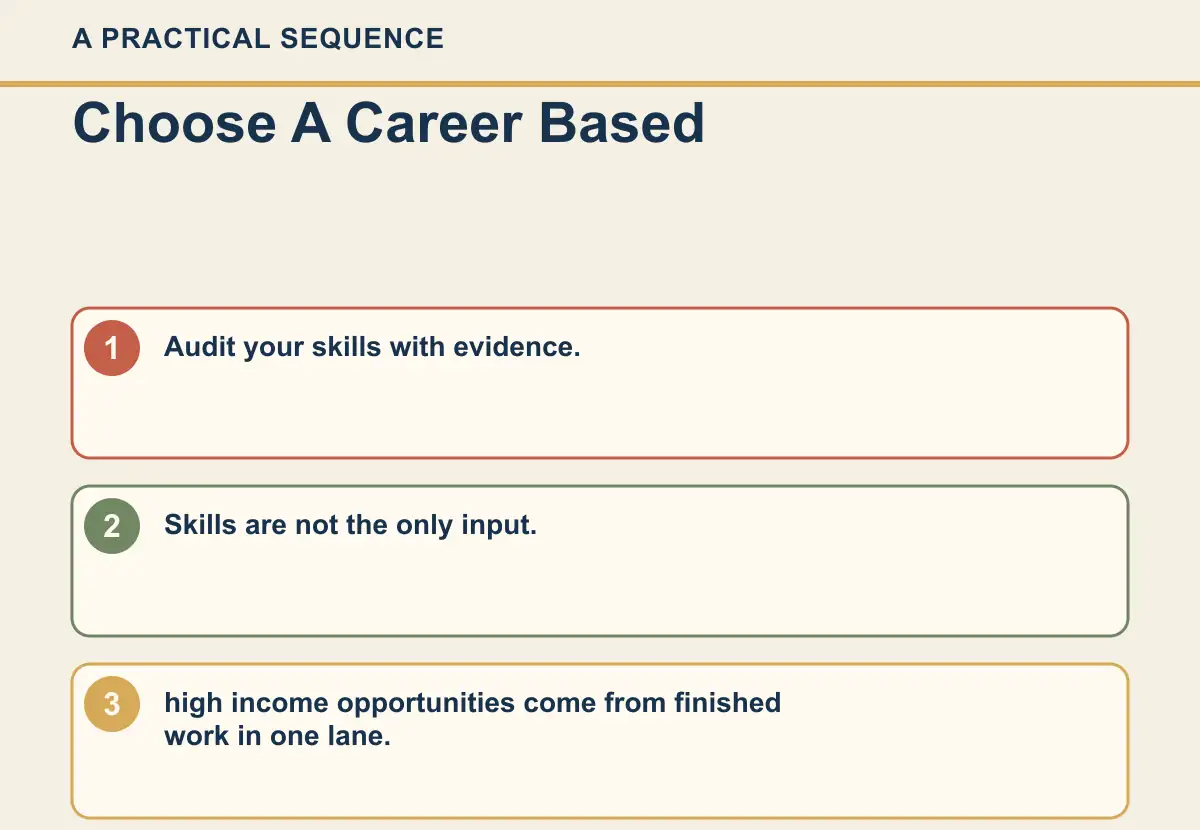 A PRACTICAL SEQUENCE
Choose A Career Based
1
Audit your skills with evidence.
2
Skills are not the only input.
3
high income opportunities come from finished
work in one lane.